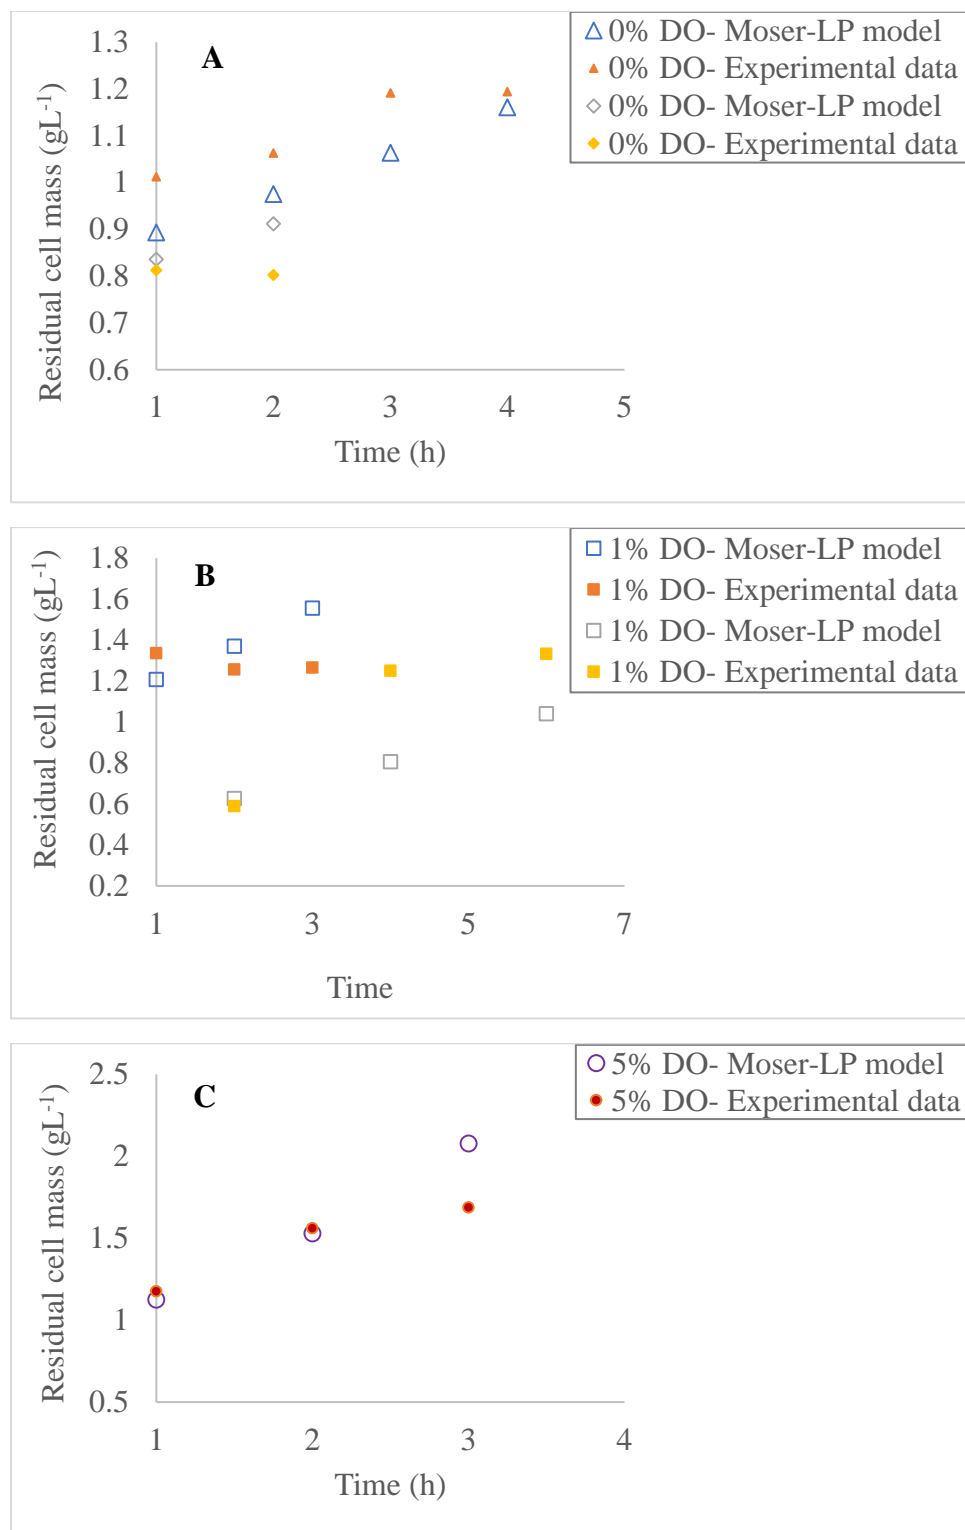 A
0% DO- Moser-LP model
0% DO- Experimental data
0% DO- Moser-LP model
0% DO- Experimental data
Residual cell mass (gL⁻¹)
1.3
1.2
1.1
1
0.9
0.8
0.7
0.6
1 2 3 4 5
Time (h)
B
1% DO- Moser-LP model
1% DO- Experimental data
1% DO- Moser-LP model
1% DO- Experimental data
Residual cell mass (gL⁻¹)
1.8
1.6
1.4
1.2
1
0.8
0.6
0.4
0.2
1 3 5 7
Time
C
5% DO- Moser-LP model
5% DO- Experimental data
Residual cell mass (gL⁻¹)
2.5
2
1.5
1
0.5
1 2 3 4
Time (h)